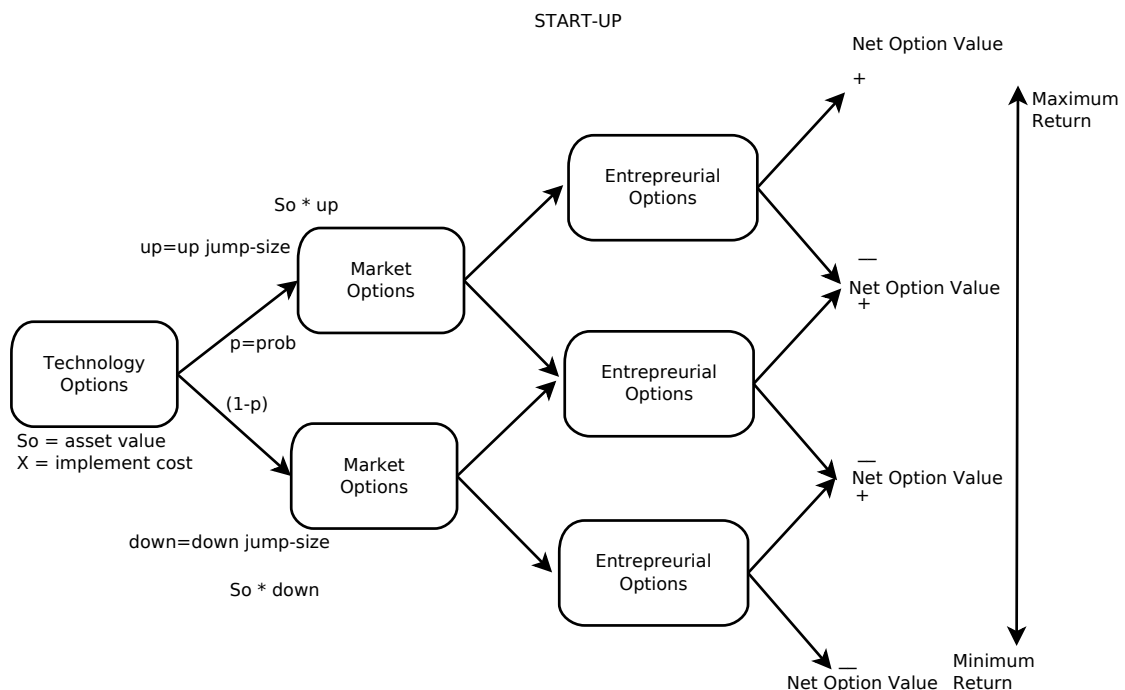 START-UP
Net Option Value
+
Maximum
Return
Entrepreurial
Options
So * up
up=up jump-size
Market
Options
—
Net Option Value
+
p=prob
Technology
Options
Entrepreurial
Options
(1-p)
So = asset value
X = implement cost
Market
Options
—
Net Option Value
+
down=down jump-size
Entrepreurial
Options
So * down
—
Net Option Value
Minimum
Return